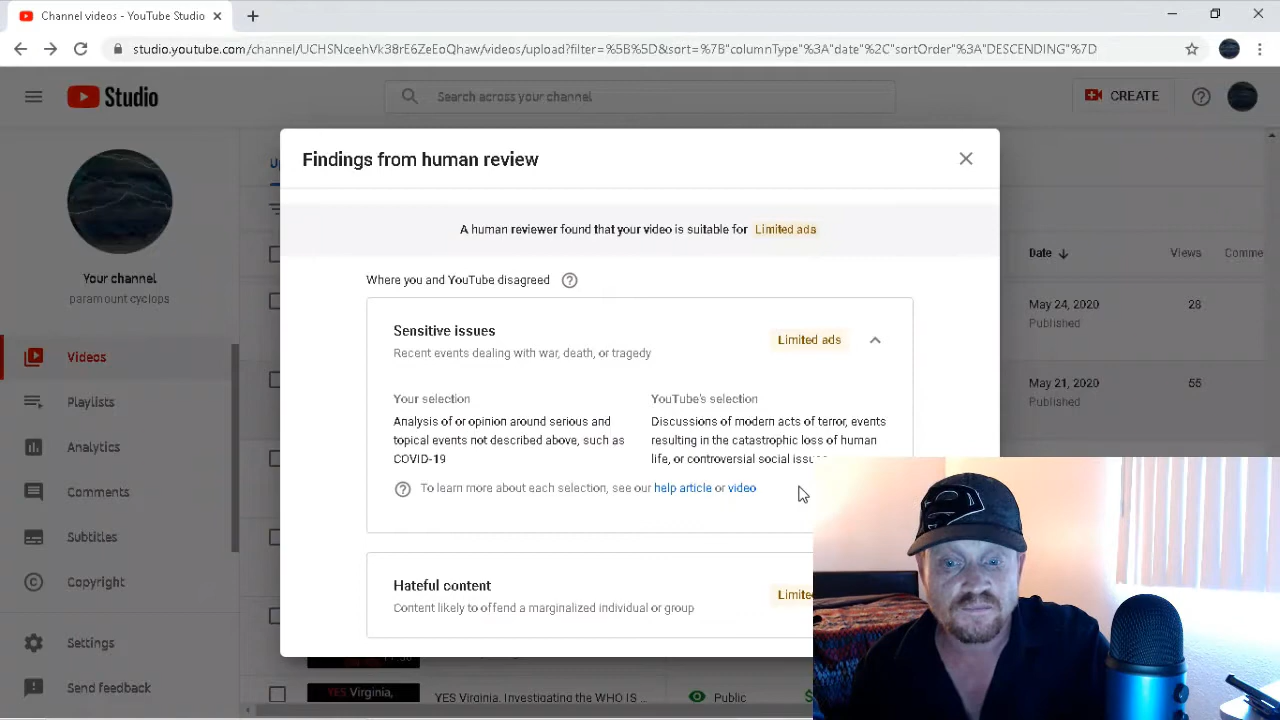 Channel videos - YouTube Studio
studio.youtube.com/channel/UCHSNceehVk38rE6ZeEoQhaw/videos/upload?filter=%5B%5D&sort=%7B"columnType"%3A"date"%2C"sortOrder"%3A"DESCENDING"%7D
Studio
Search across your channel
CREATE
Findings from human review
A human reviewer found that your video is suitable for Limited ads
Where you and YouTube disagreed
Sensitive issues
Recent events dealing with war, death, or tragedy
Limited ads
Your selection
Analysis of or opinion around serious and
topical events not described above, such as
COVID-19
YouTube's selection
Discussions of modern acts of terror, events
resulting in the catastrophic loss of human
life, or controversial social
To learn more about each selection, see our help article or video
Hateful content
Content likely to offend a marginalized individual or group
Your channel
paramount cyclops
Videos
Playlists
Analytics
Comments
Subtitles
Copyright
Settings
Send feedback
Date
Views
May 24, 2020
28
Published
May 21, 2020
55
Published
YES Virginia,
YES Virginia. Investigating the WHO IS ...
Public